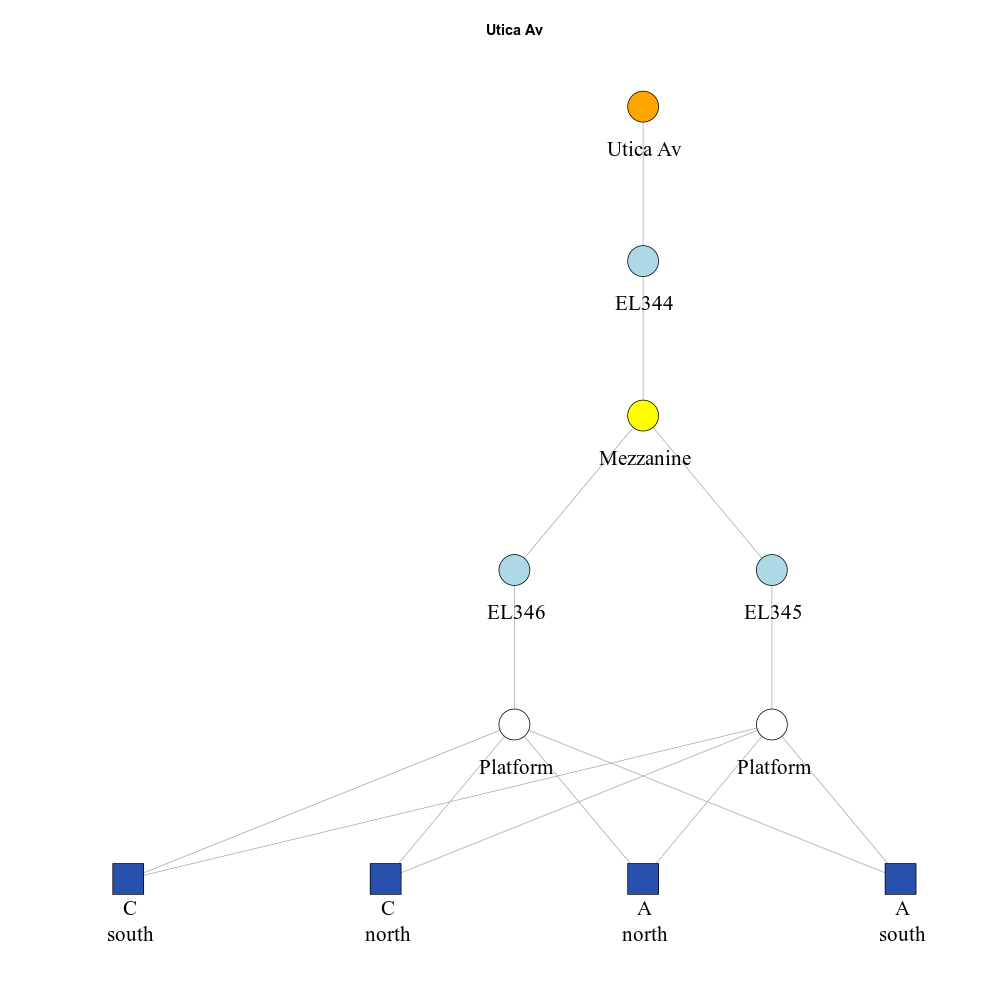 Utica Av
Utica Av
EL344
Mezzanine
EL346
EL345
Platform
Platform
C
south
C
north
A
north
A
south